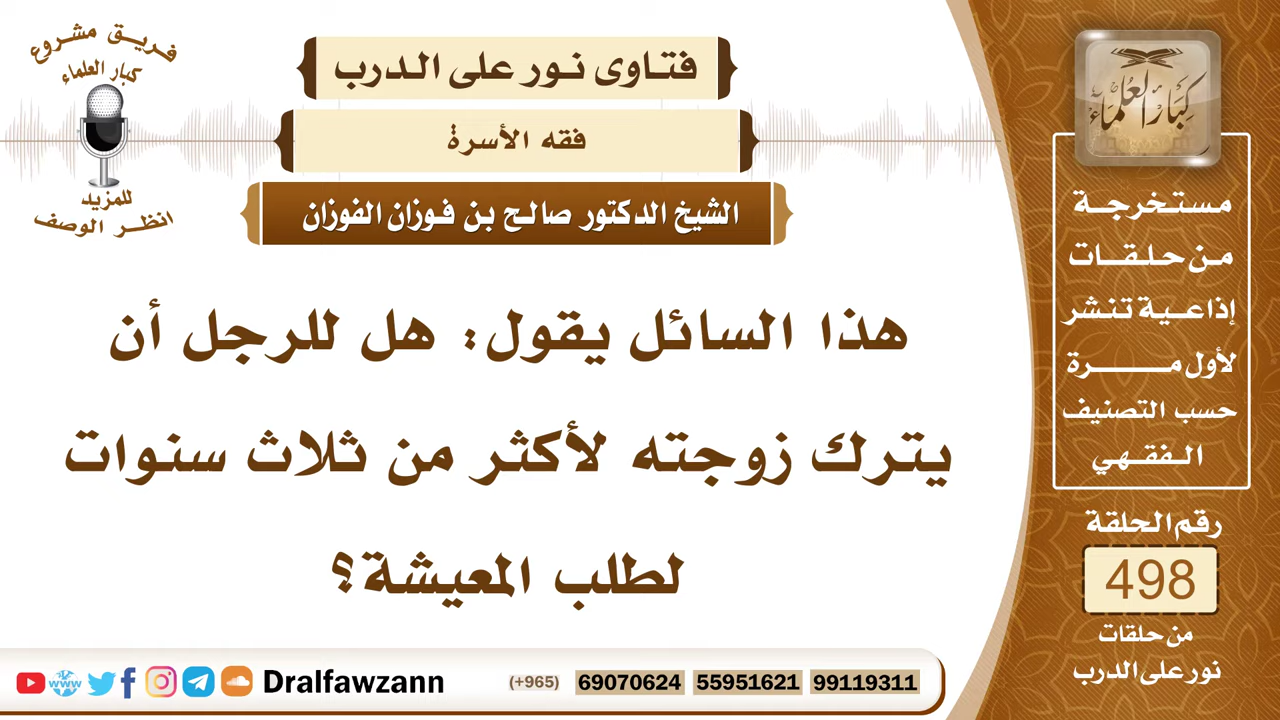 فريق مشروع
كبار العلماء
للمزيد
انظر الوصف
فتاوى نور على الدرب
فقه الأسرة
الشيخ الدكتور صالح بن فوزان الفوزان
هذا السائل يقول: هل للرجل أن
يترك زوجته لأكثر من ثلاث سنوات
لطلب المعيشة؟
كبار العلماء
مستخرجة
من حلقات
إذاعية تنشر
لأول مرة
حسب التصنيف
الفقهي
رقم الحلقة
498
من حلقات
نور على الدرب
www Dralfawzann (+965) 69070624 55951621 99119311